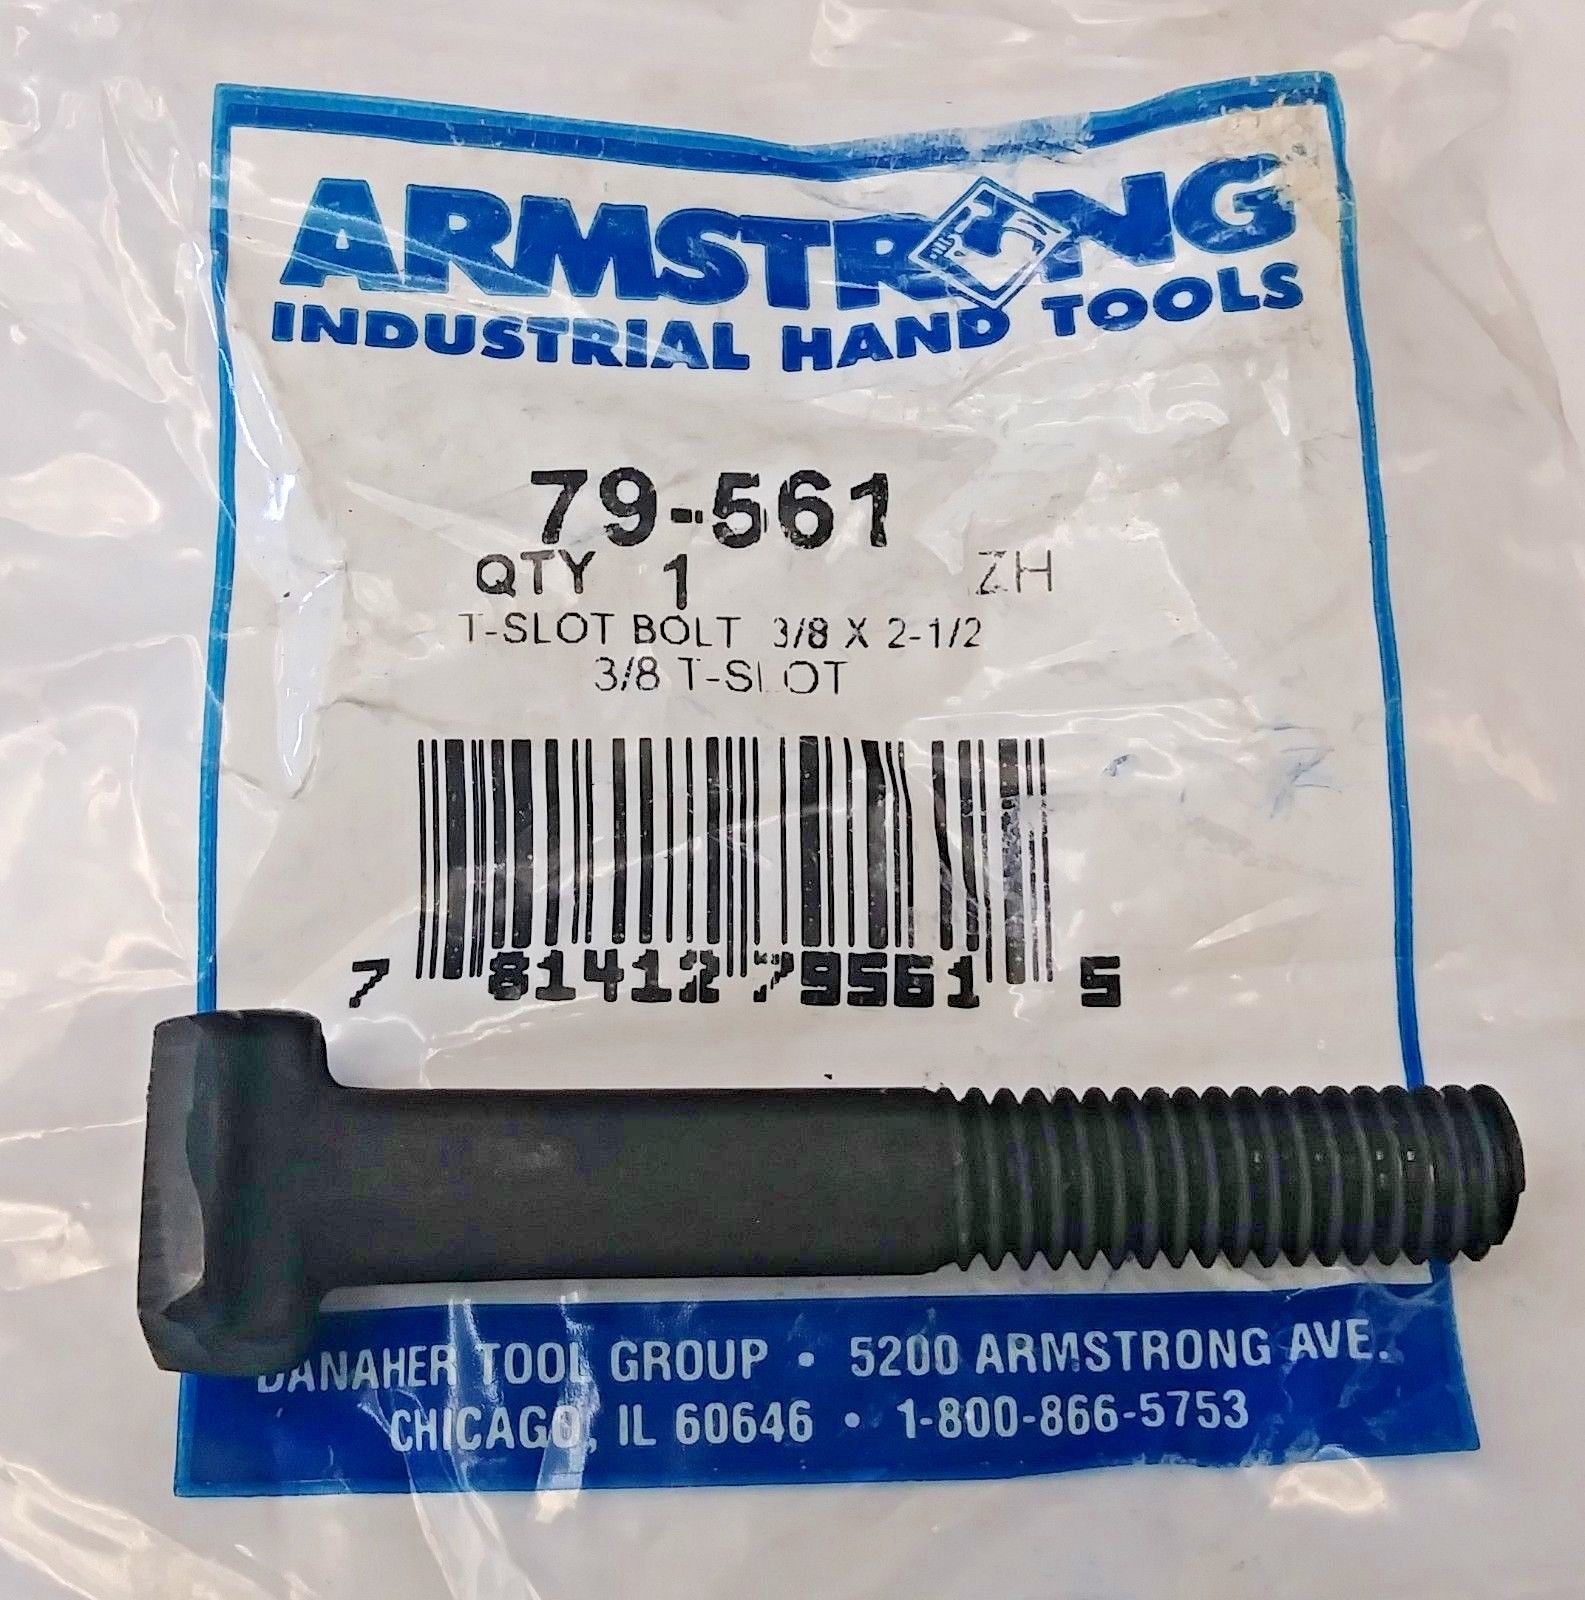 ARMSTRONG
INDUSTRIAL HAND TOOLS
79-561
QTY 1 ZH
T-SLOT BOLT 3/8 X 2-1/2
3/8 T-SLOT
7 81412 79561 5
DANAHER TOOL GROUP • 5200 ARMSTRONG AVE.
CHICAGO, IL 60646 • 1-800-866-5753